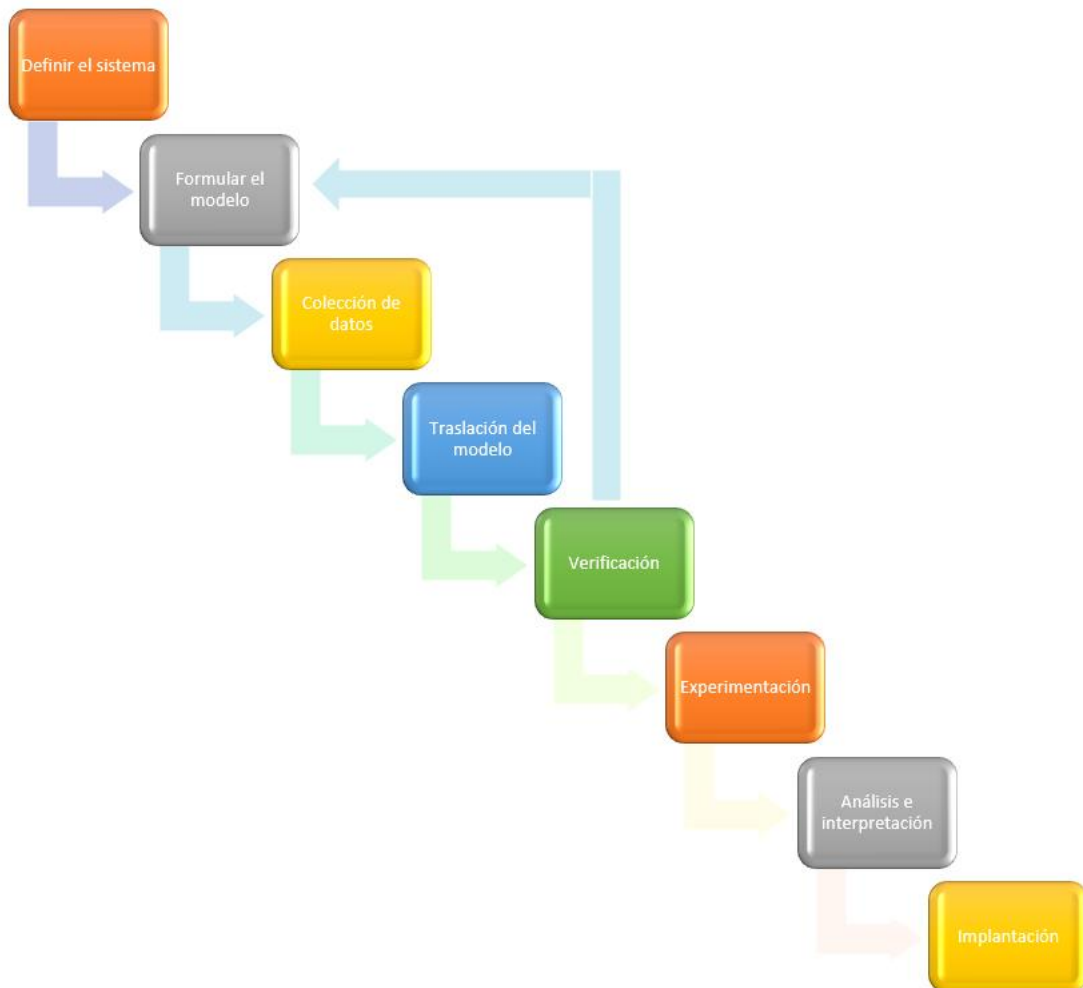 Definir el sistema
Formular el
modelo
Colección de
datos
Traslación del
modelo
Verificación
Experimentación
Análisis e
interpretación
Implantación